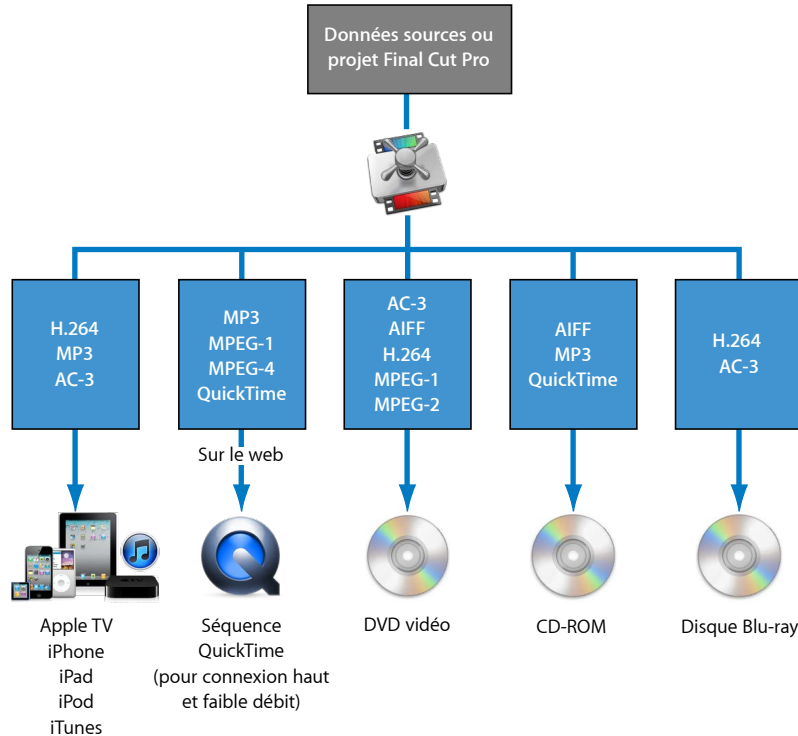 Données sources ou
projet Final Cut Pro
H.264
MP3
AC-3
MP3
MPEG-1
MPEG-4
QuickTime
AC-3
AIFF
H.264
MPEG-1
MPEG-2
AIFF
MP3
QuickTime
H.264
AC-3
Sur le web
Apple TV
iPhone
iPad
iPod
iTunes
Séquence
QuickTime
(pour connexion haut
et faible débit)
DVD vidéo
CD-ROM
Disque Blu-ray